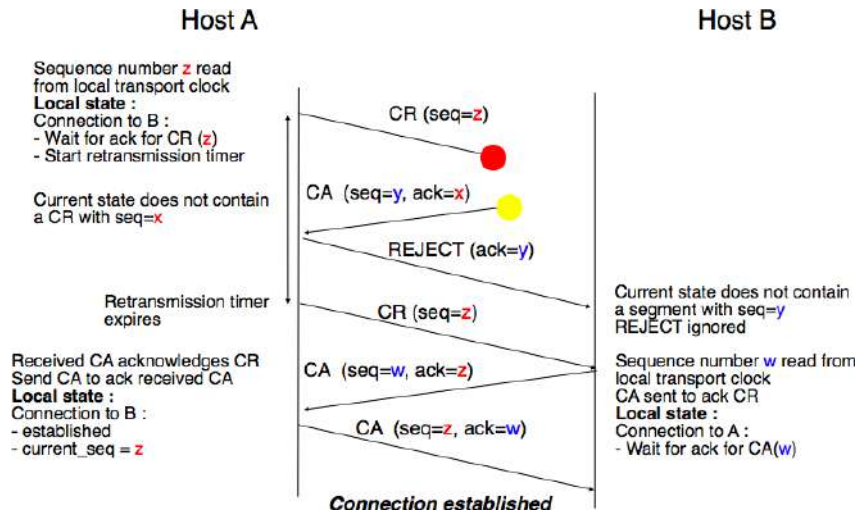 Host A
Host B
Sequence number z read
from local transport clock
Local state :
Connection to B :
- Wait for ack for CR (z)
- Start retransmission timer
CR (seq=z)
CA (seq=y, ack=x)
Current state does not contain
a CR with seq=x
REJECT (ack=y)
Current state does not contain
a segment with seq=y
REJECT ignored
Retransmission timer
expires
CR (seq=z)
Received CA acknowledges CR
Send CA to ack received CA
Local state :
Connection to B :
- established
- current_seq = z
CA (seq=w, ack=z)
Sequence number w read from
local transport clock
CA sent to ack CR
Local state :
Connection to A :
- Wait for ack for CA(w)
CA (seq=z, ack=w)
Connection established